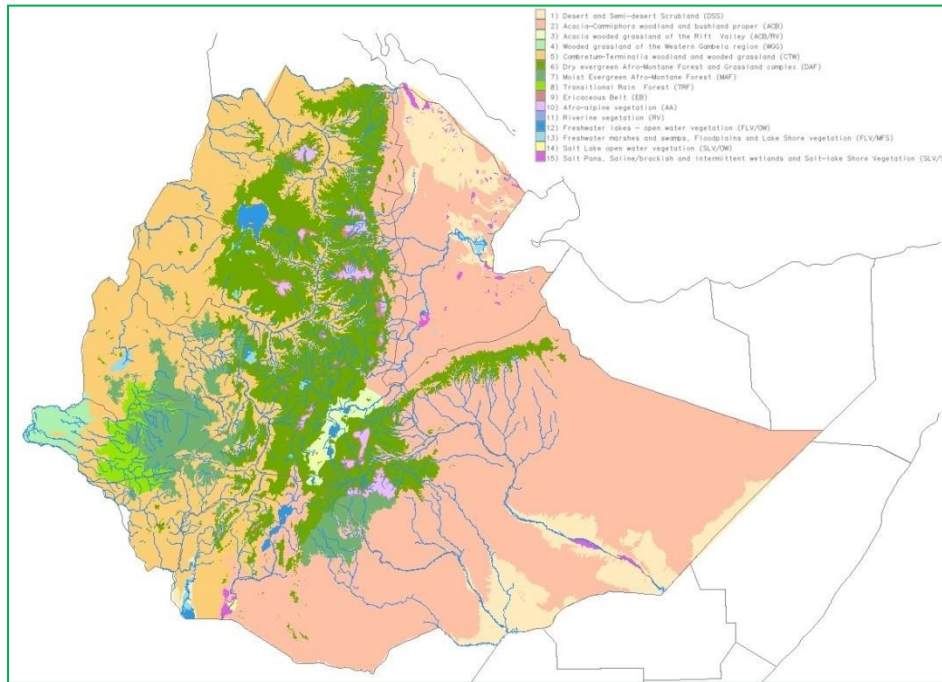 1) Desert and Semi-desert Scrubland (DSS)
2) Acacia-Commiphora woodland and bushland proper (ACB)
3) Acacia wooded grassland of the Rift Valley (ACB/RV)
4) Wooded grassland of the Western Gambela region (WGG)
5) Combretum-Terminalia woodland and wooded grassland (CTW)
6) Dry evergreen Afro-Montane Forest and Grassland complex (DAF)
7) Moist Evergreen Afro-Montane Forest (MAF)
8) Transitional Rain Forest (TRF)
9) Ericaceous Belt (EB)
10) Afro-alpine vegetation (AA)
11) Riverine vegetation (RV)
12) Freshwater lakes - open water vegetation (FLV/OW)
13) Freshwater marshes and swamps, Floodplains and Lake Shore vegetation (FLV/MFS)
14) Salt Lake open water vegetation (SLV/OW)
15) Salt Pans, Saline/brackish and intermittent wetlands and Salt-lake Shore Vegetation (SLV/S